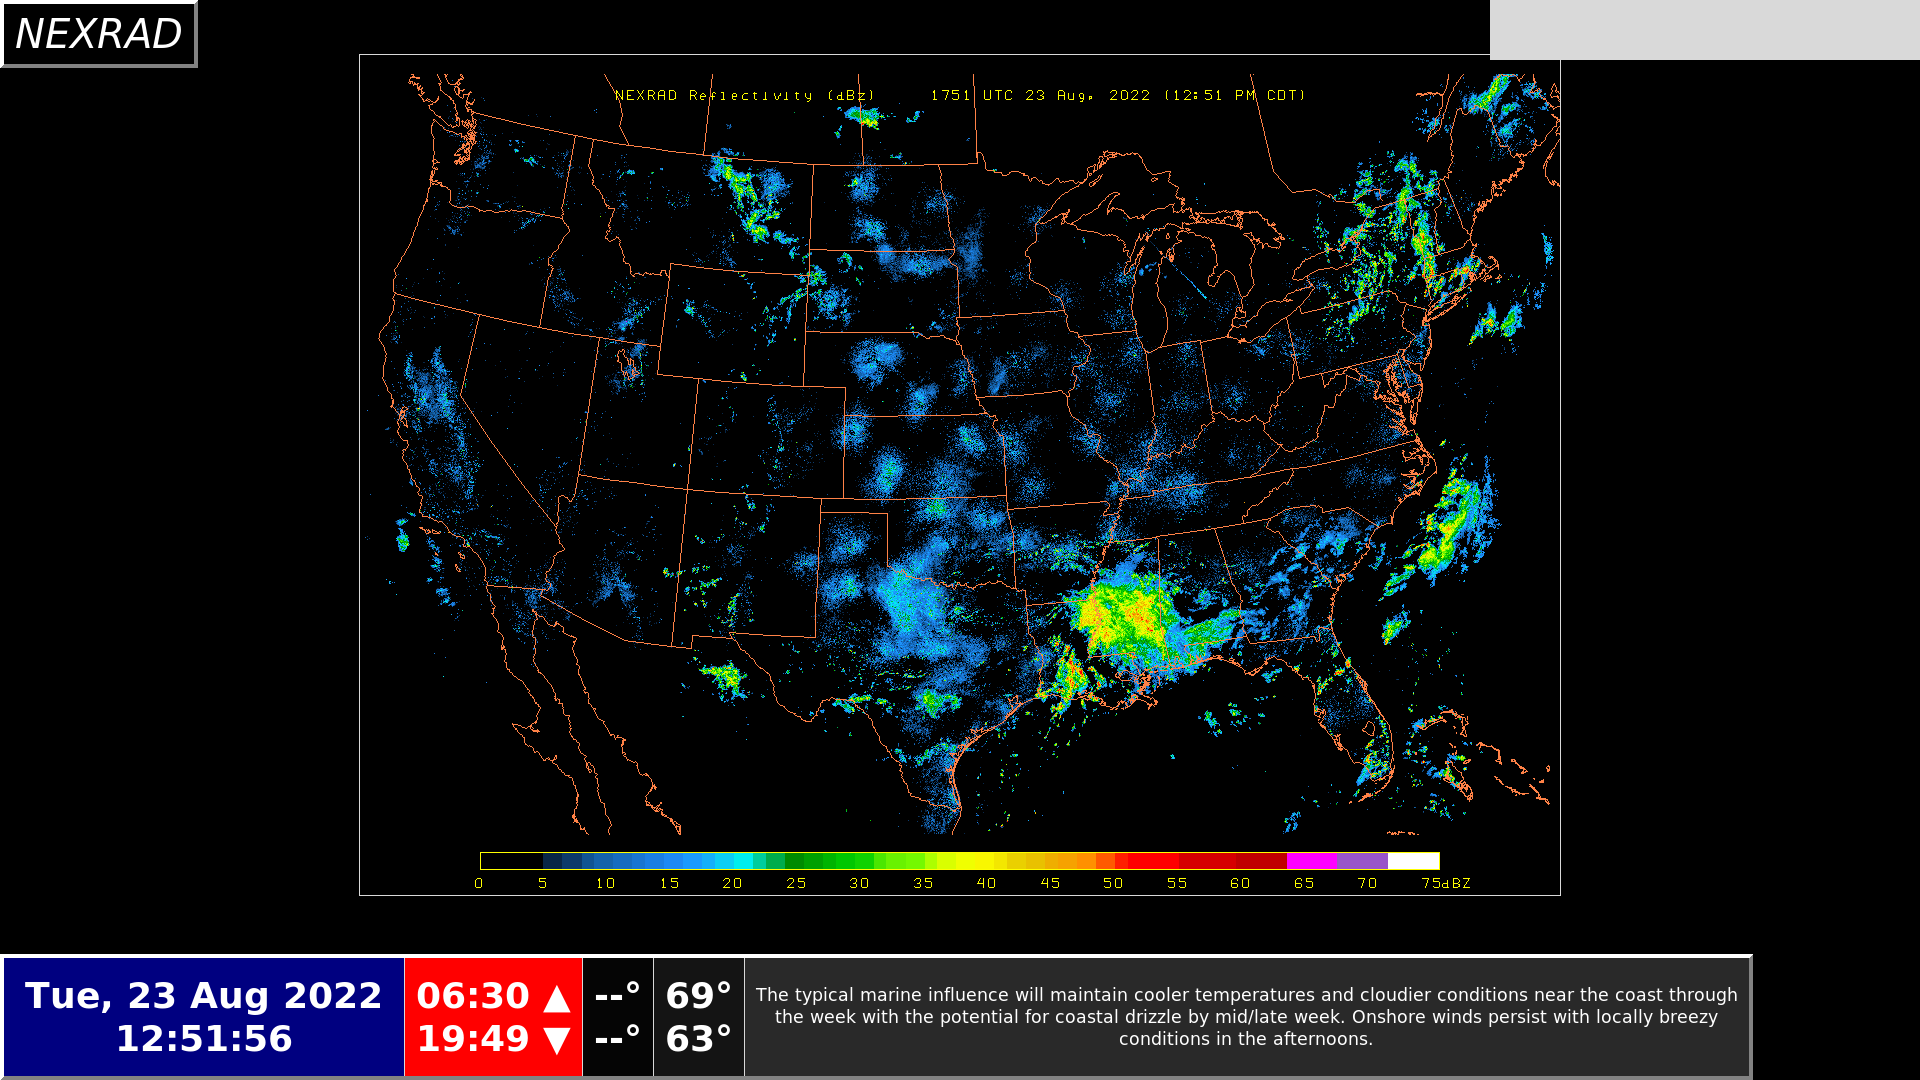 NEXRAD
NEXRAD Reflectivity (dBz) 1751 UTC 23 Aug. 2022 (12:51 PM CDT)
0 5 10 15 20 25 30 35 40 45 50 55 60 65 70 75dBZ
Tue, 23 Aug 2022
12:51:56
06:30 ▲
19:49 ▼
--°
--°
69°
63°
The typical marine influence will maintain cooler temperatures and cloudier conditions near the coast through
the week with the potential for coastal drizzle by mid/late week. Onshore winds persist with locally breezy
conditions in the afternoons.